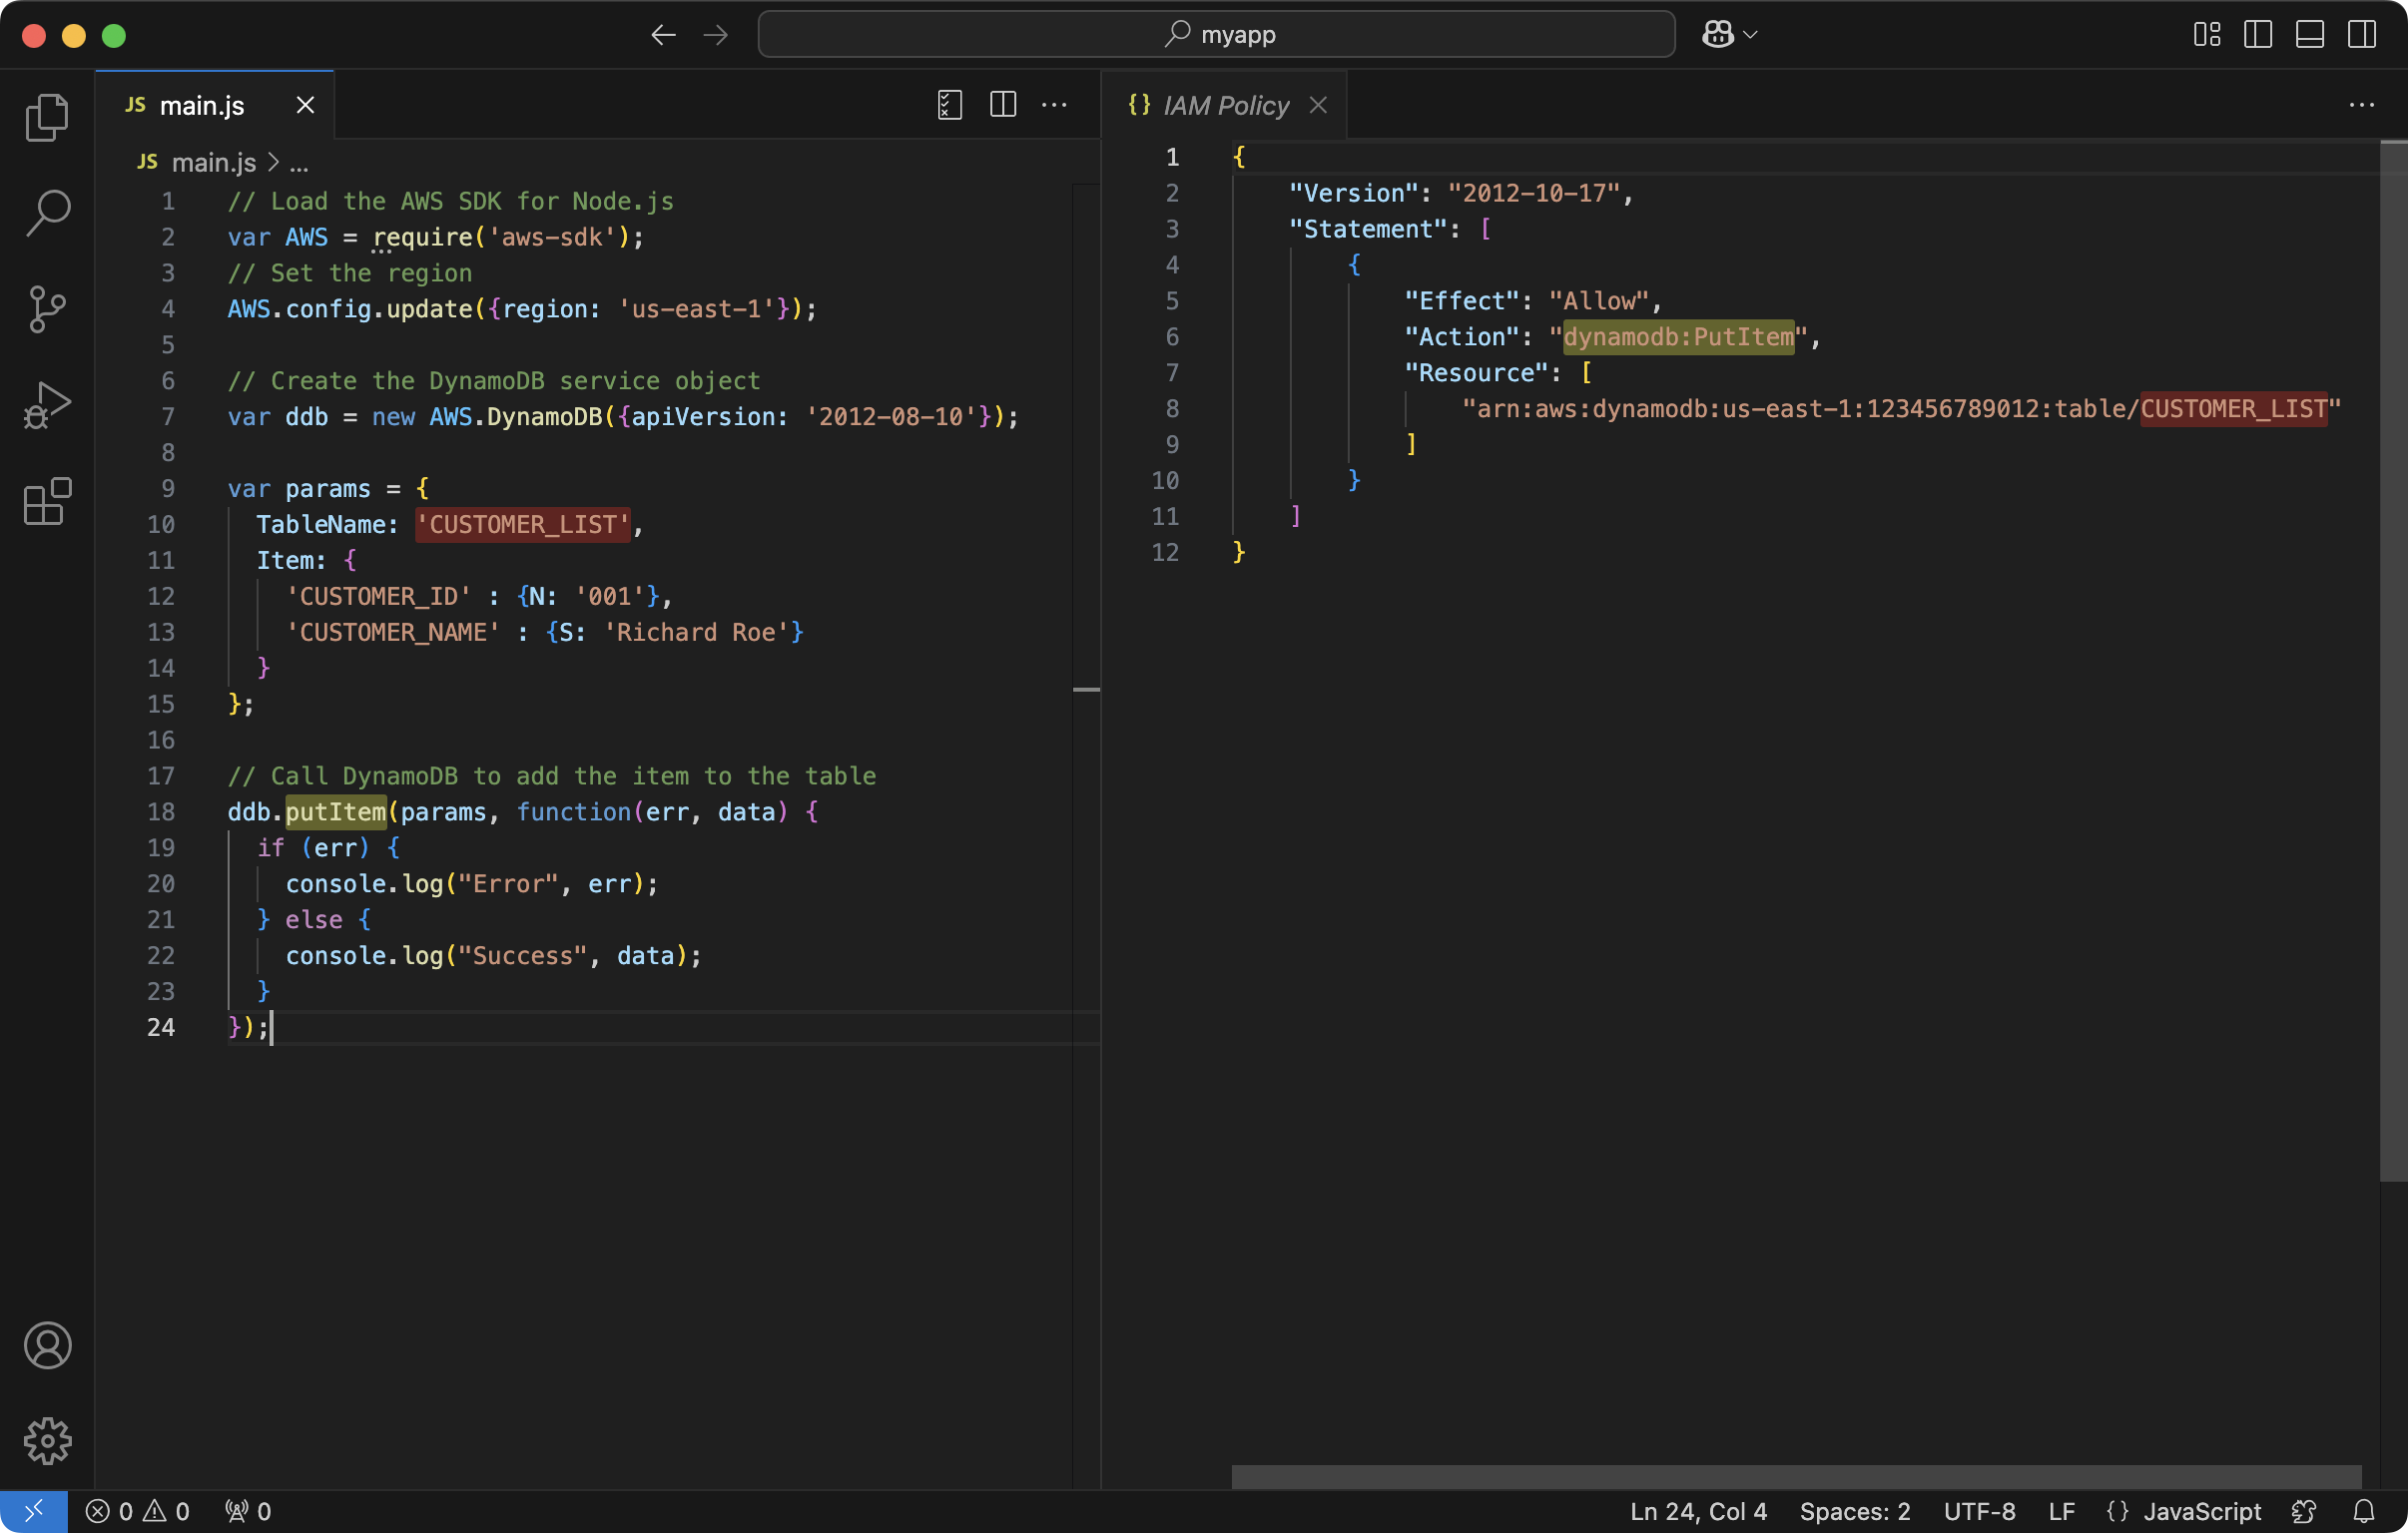 myapp
JS main.js
JS main.js > ...
1 // Load the AWS SDK for Node.js
2 var AWS = require('aws-sdk');
3 // Set the region
4 AWS.config.update({region: 'us-east-1'});
5
6 // Create the DynamoDB service object
7 var ddb = new AWS.DynamoDB({apiVersion: '2012-08-10'});
8
9 var params = {
10   TableName: 'CUSTOMER_LIST',
11   Item: {
12     'CUSTOMER_ID' : {N: '001'},
13     'CUSTOMER_NAME' : {S: 'Richard Roe'}
14   }
15 };
16
17 // Call DynamoDB to add the item to the table
18 ddb.putItem(params, function(err, data) {
19   if (err) {
20     console.log("Error", err);
21   } else {
22     console.log("Success", data);
23   }
24 });
{} IAM Policy
1 {
2     "Version": "2012-10-17",
3     "Statement": [
4         {
5             "Effect": "Allow",
6             "Action": "dynamodb:PutItem",
7             "Resource": [
8                 "arn:aws:dynamodb:us-east-1:123456789012:table/CUSTOMER_LIST"
9             ]
10         }
11     ]
12 }
0 0 0 Ln 24, Col 4 Spaces: 2 UTF-8 LF {} JavaScript